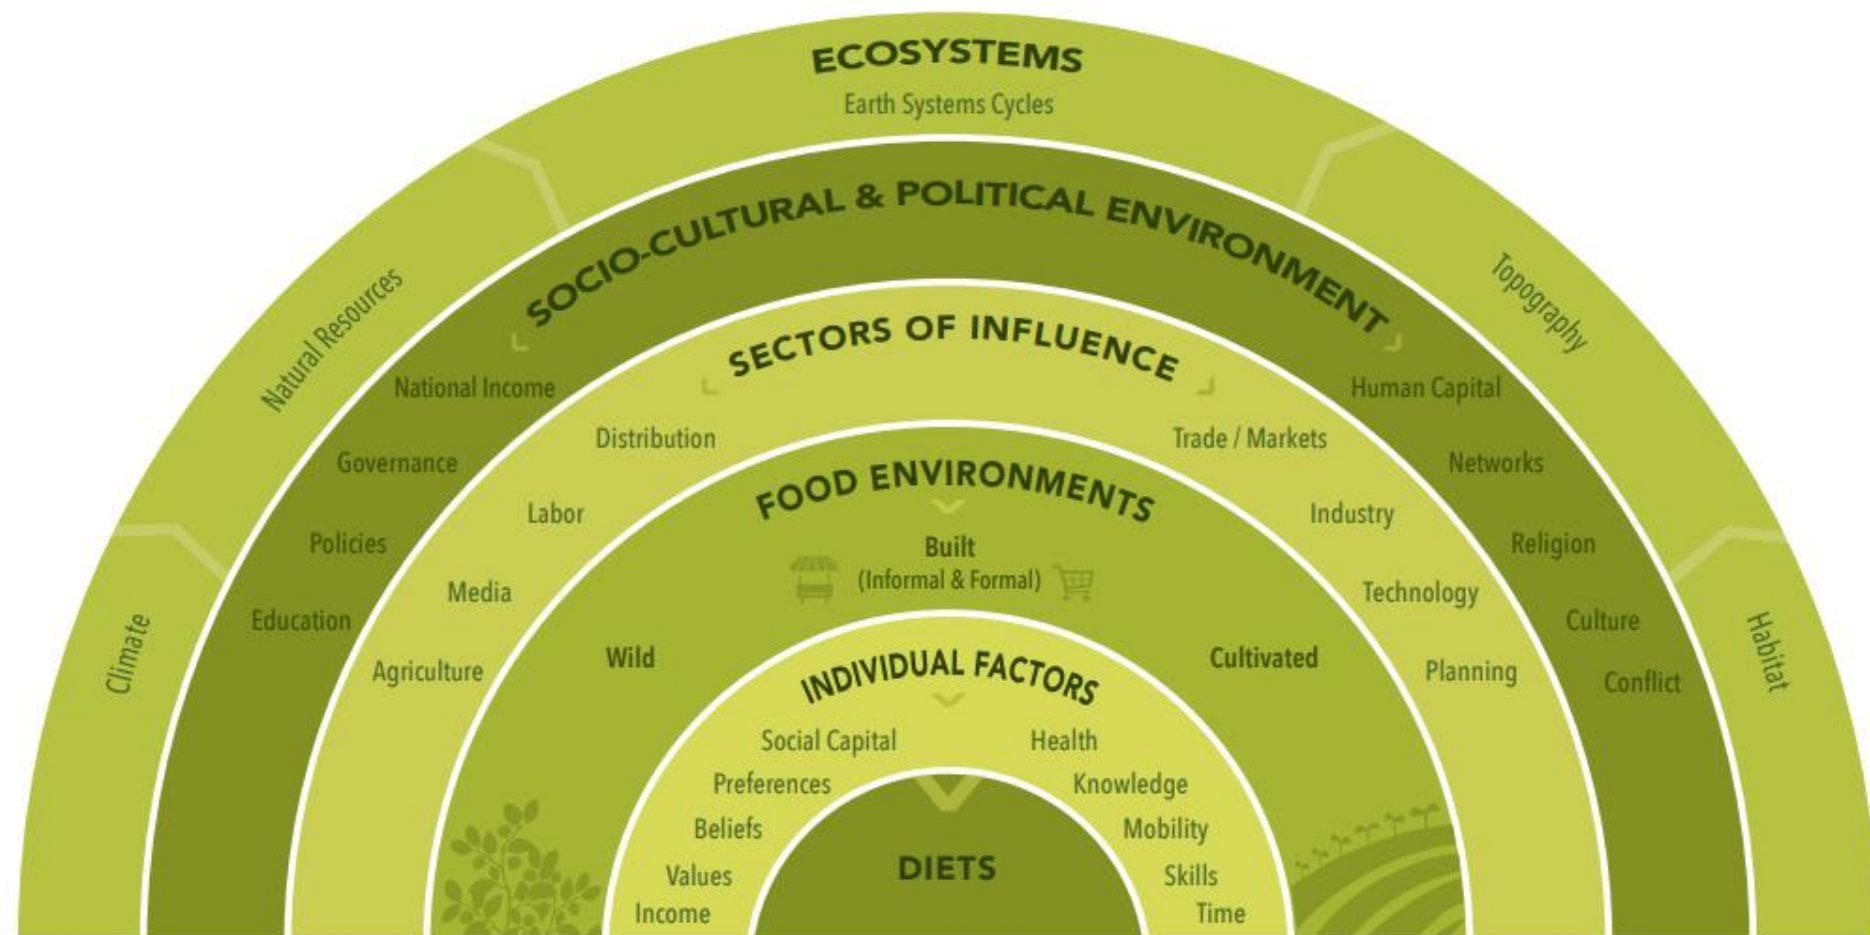 ECOSYSTEMS
Earth Systems Cycles
Natural Resources
Topography
Climate
Habitat
SOCIO-CULTURAL & POLITICAL ENVIRONMENT
National Income
Governance
Policies
Education
Human Capital
Networks
Religion
Culture
Conflict
SECTORS OF INFLUENCE
Distribution
Labor
Media
Agriculture
Trade / Markets
Industry
Technology
Planning
FOOD ENVIRONMENTS
Built
(Informal & Formal)
Wild
Cultivated
INDIVIDUAL FACTORS
Social Capital
Preferences
Beliefs
Values
Income
Health
Knowledge
Mobility
Skills
Time
DIETS